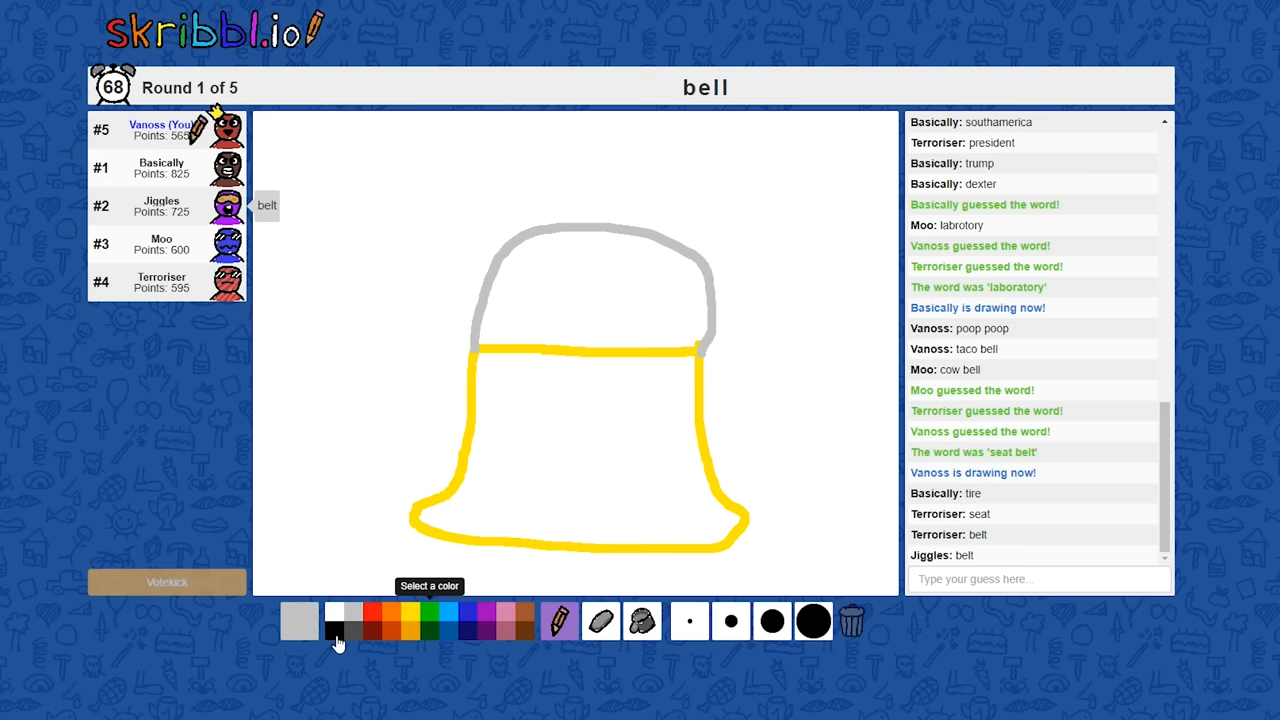 skribbl.io
68 Round 1 of 5
bell
#5 Vanoss (You)
Points: 565
#1 Basically
Points: 825
#2 Jiggles
Points: 725
#3 Moo
Points: 600
#4 Terroriser
Points: 595
belt
Basically: southamerica
Terroriser: president
Basically: trump
Basically: dexter
Basically guessed the word!
Moo: labrotory
Vanoss guessed the word!
Terroriser guessed the word!
The word was 'laboratory'
Basically is drawing now!
Vanoss: poop poop
Vanoss: taco bell
Moo: cow bell
Moo guessed the word!
Terroriser guessed the word!
Vanoss guessed the word!
The word was 'seat belt'
Vanoss is drawing now!
Basically: tire
Terroriser: seat
Terroriser: belt
Jiggles: belt
Type your guess here...
Votekick
Select a color